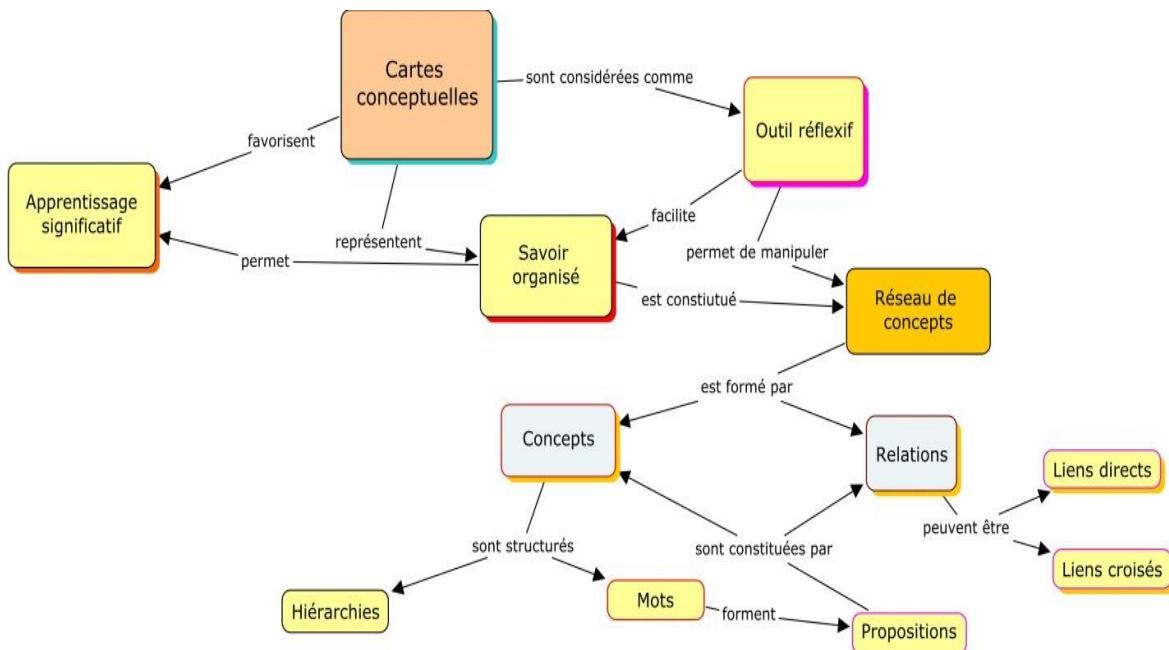 Cartes
conceptuelles
sont considérées comme
Outil réflexif
favorisent
Apprentissage
significatif
facilite
représentent
Savoir
organisé
permet de manipuler
permet
est constiutué
Réseau de
concepts
est formé par
Concepts
Relations
Liens directs
peuvent être
sont structurés
sont constituées par
Liens croisés
Hiérarchies
Mots
forment
Propositions